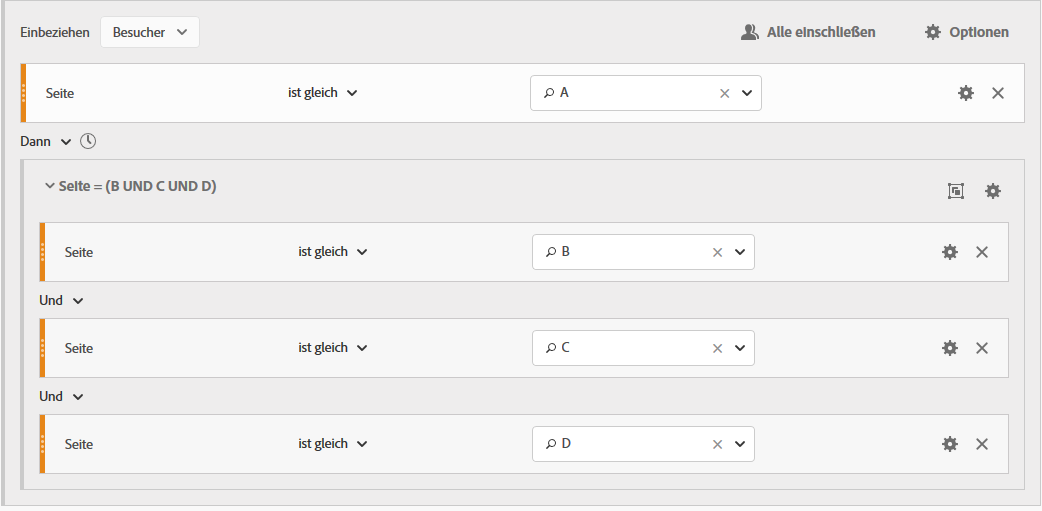 Einbeziehen Besucher Alle einschließen Optionen
Seite ist gleich A
Dann
Seite = (B UND C UND D)
Seite ist gleich B
Und
Seite ist gleich C
Und
Seite ist gleich D